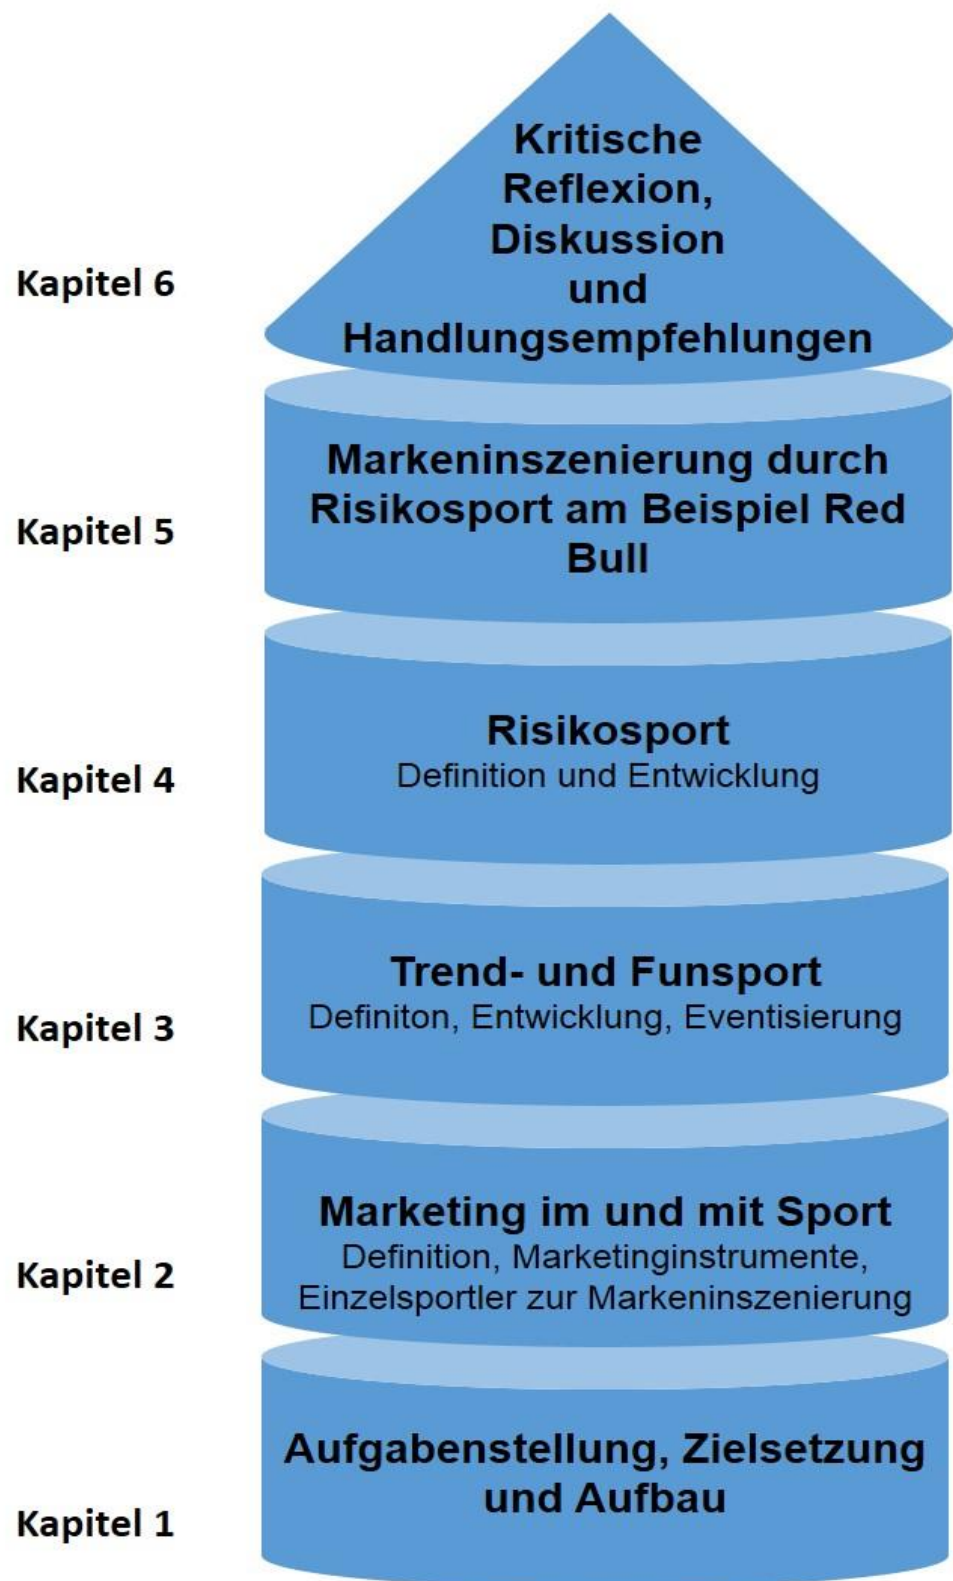 Kritische
Reflexion,
Diskussion
und
Handlungsempfehlungen
Kapitel 6
Markeninszenierung durch
Risikosport am Beispiel Red
Bull
Kapitel 5
Risikosport
Definition und Entwicklung
Kapitel 4
Trend- und Funsport
Definiton, Entwicklung, Eventisierung
Kapitel 3
Marketing im und mit Sport
Definition, Marketinginstrumente,
Einzelsportler zur Markeninszenierung
Kapitel 2
Aufgabenstellung, Zielsetzung
und Aufbau
Kapitel 1